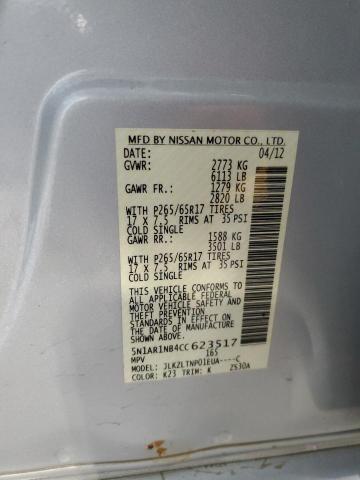 MFD BY NISSAN MOTOR CO., LTD.
DATE: 04/12
GVWR: 2773 KG
6113 LB
GAWR FR.: 1279 KG
2820 LB
WITH P265/65R17 TIRES
17 X 7.5 RIMS AT 35 PSI
COLD SINGLE
GAWR RR.: 1588 KG
3501 LB
WITH P265/65R17 TIRES
17 X 7.5 RIMS AT 35 PSI
COLD SINGLE
THIS VEHICLE CONFORMS
TO ALL APPLICABLE FEDERAL
MOTOR VEHICLE SAFETY
AND THEFT PREVENTION
STANDARDS IN EFFECT
ON THE DATE OF
MANUFACTURE SHOWN ABOVE.
5N1AR1NB4CC623517
MPV 165
MODEL: JLKZLTNP01EUA----C
COLOR: K23 TRIM: K ZS30A